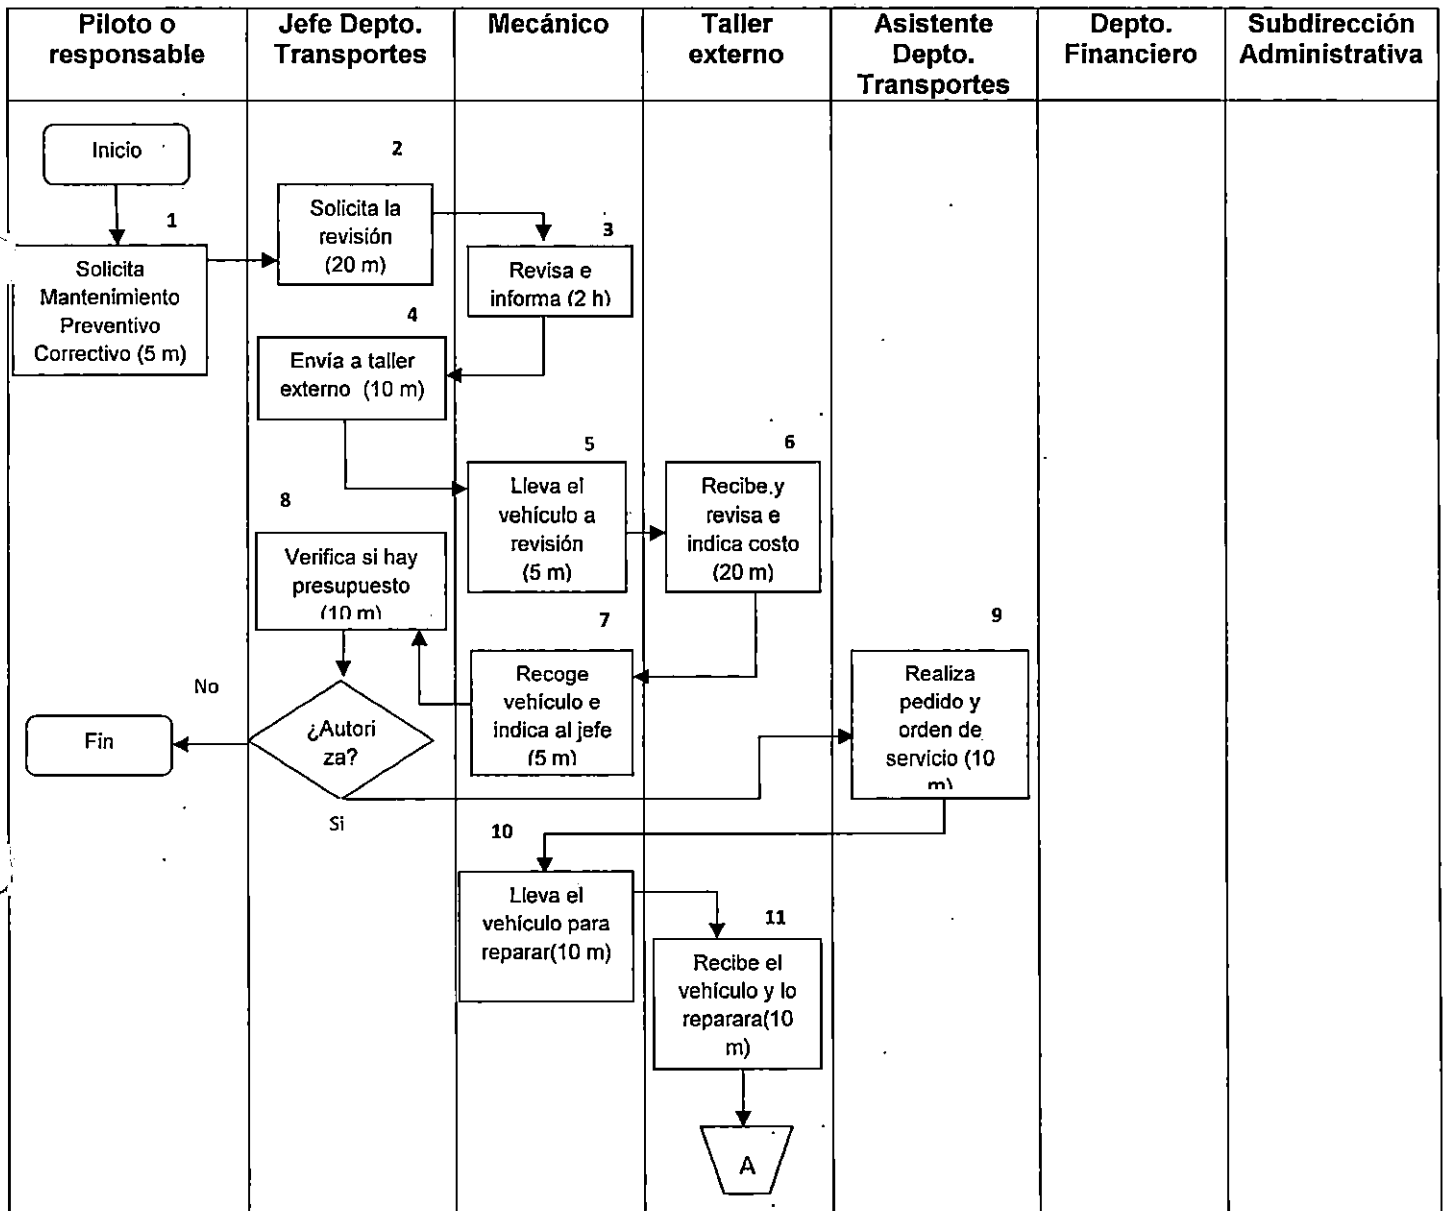 Piloto o
responsable
Jefe Depto.
Transportes
Mecánico
Taller
externo
Asistente
Depto.
Transportes
Depto.
Financiero
Subdirección
Administrativa
Inicio
1
Solicita
Mantenimiento
Preventivo
Correctivo (5 m)
2
Solicita la
revisión
(20 m)
3
Revisa e
informa (2 h)
4
Envía a taller
externo (10 m)
5
Lleva el
vehículo a
revisión
(5 m)
6
Recibe y
revisa e
indica costo
(20 m)
7
Recoge
vehículo e
indica al jefe
(5 m)
8
Verifica si hay
presupuesto
(10 m)
¿Autori
za?
No
Fin
Si
9
Realiza
pedido y
orden de
servicio (10
m)
10
Lleva el
vehículo para
reparar(10 m)
11
Recibe el
vehículo y lo
reparara(10
m)
A